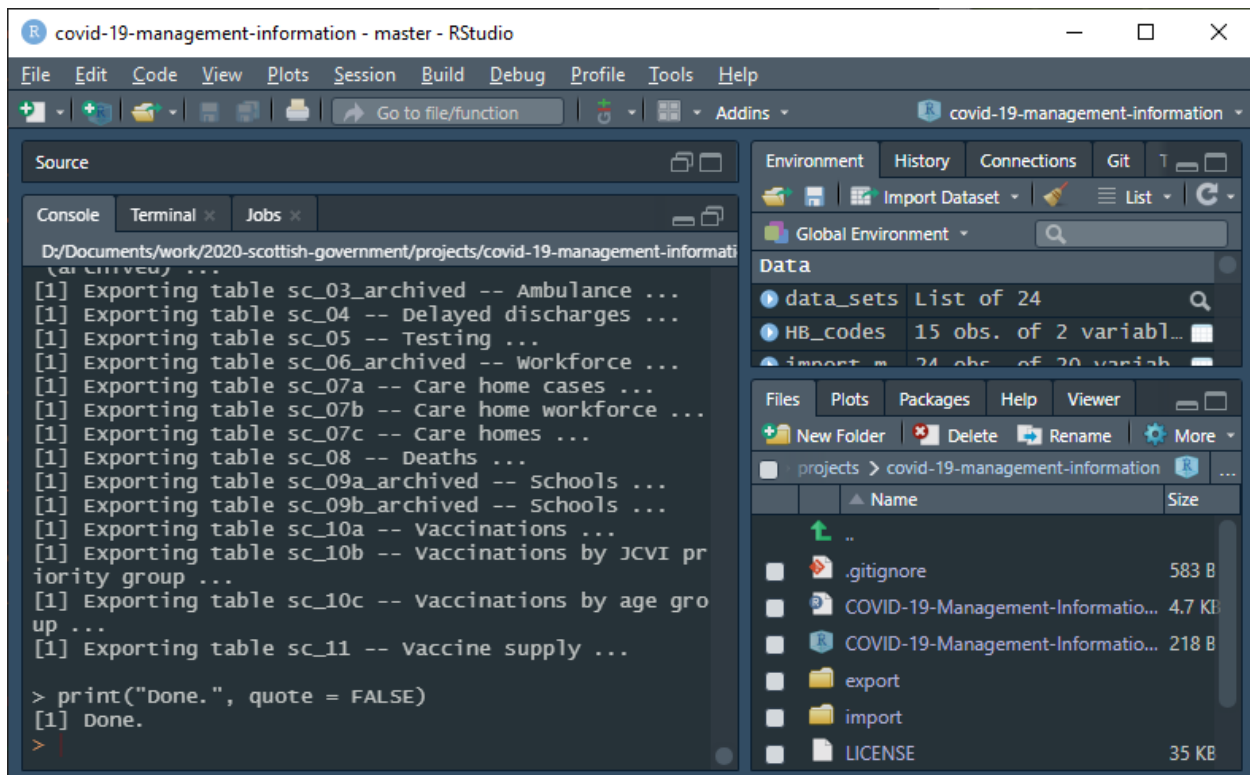 covid-19-management-information - master - RStudio
File Edit Code View Plots Session Build Debug Profile Tools Help
Go to file/function Addins covid-19-management-information
Source
Console Terminal Jobs
D:/Documents/work/2020-scottish-government/projects/covid-19-management-informati
(archived) ...
[1] Exporting table sc_03_archived -- Ambulance ...
[1] Exporting table sc_04 -- Delayed discharges ...
[1] Exporting table sc_05 -- Testing ...
[1] Exporting table sc_06_archived -- Workforce ...
[1] Exporting table sc_07a -- Care home cases ...
[1] Exporting table sc_07b -- Care home workforce ...
[1] Exporting table sc_07c -- Care homes ...
[1] Exporting table sc_08 -- Deaths ...
[1] Exporting table sc_09a_archived -- Schools ...
[1] Exporting table sc_09b_archived -- Schools ...
[1] Exporting table sc_10a -- Vaccinations ...
[1] Exporting table sc_10b -- Vaccinations by JCVI pr
iority group ...
[1] Exporting table sc_10c -- Vaccinations by age gro
up ...
[1] Exporting table sc_11 -- Vaccine supply ...
> print("Done.", quote = FALSE)
[1] Done.
>
Environment History Connections Git T
Import Dataset List
Global Environment
Data
data_sets List of 24
HB_codes 15 obs. of 2 variabl...
import_m 24 obs. of 20 variab
Files Plots Packages Help Viewer
New Folder Delete Rename More
projects > covid-19-management-information ...
Name Size
..
.gitignore 583 B
COVID-19-Management-Informatio... 4.7 KB
COVID-19-Management-Informatio... 218 B
export
import
LICENSE 35 KB